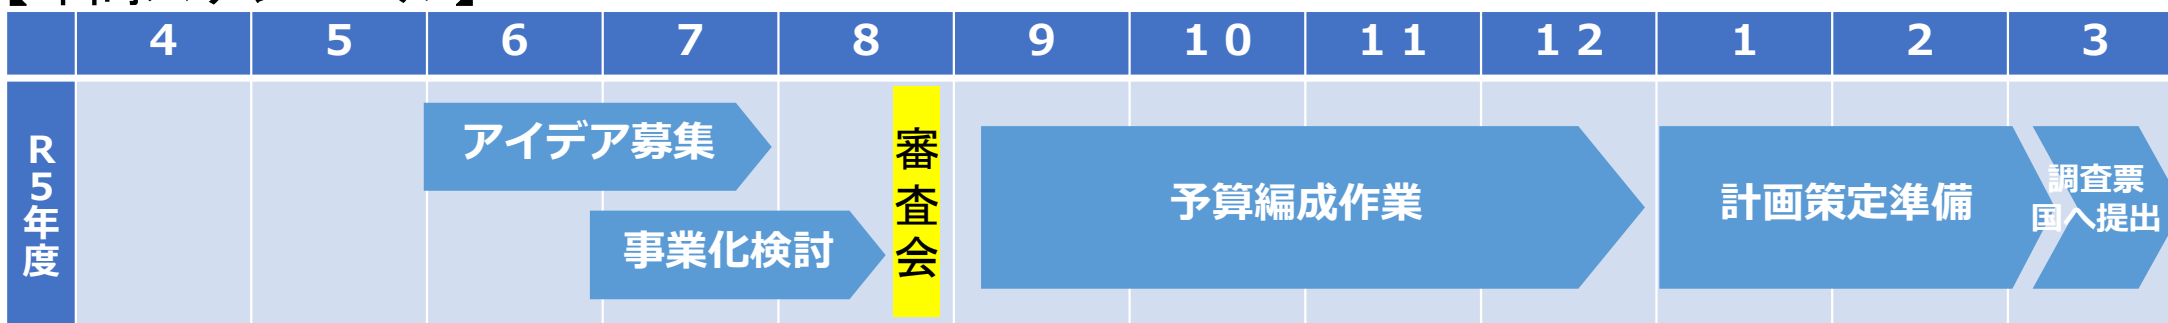 4 5 6 7 8 9 10 11 12 1 2 3
R5年度
アイデア募集
事業化検討
審査会
予算編成作業
計画策定準備
調査票
国へ提出